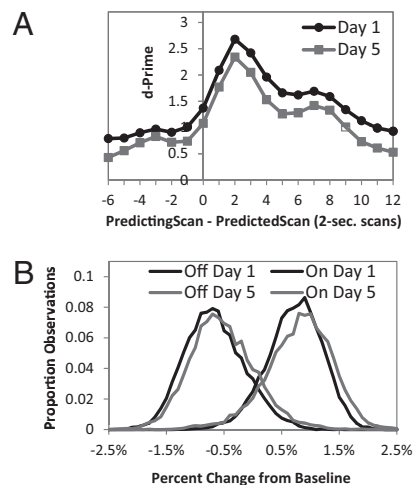 A
d-Prime
3
2.5
2
1.5
1
0.5
0
Day 1
Day 5
-6 -4 -2 0 2 4 6 8 10 12
PredictingScan - PredictedScan (2-sec. scans)
B
Proportion Observations
0.1
0.08
0.06
0.04
0.02
0
Off Day 1 On Day 1
Off Day 5 On Day 5
-2.5% -1.5% -0.5% 0.5% 1.5% 2.5%
Percent Change from Baseline